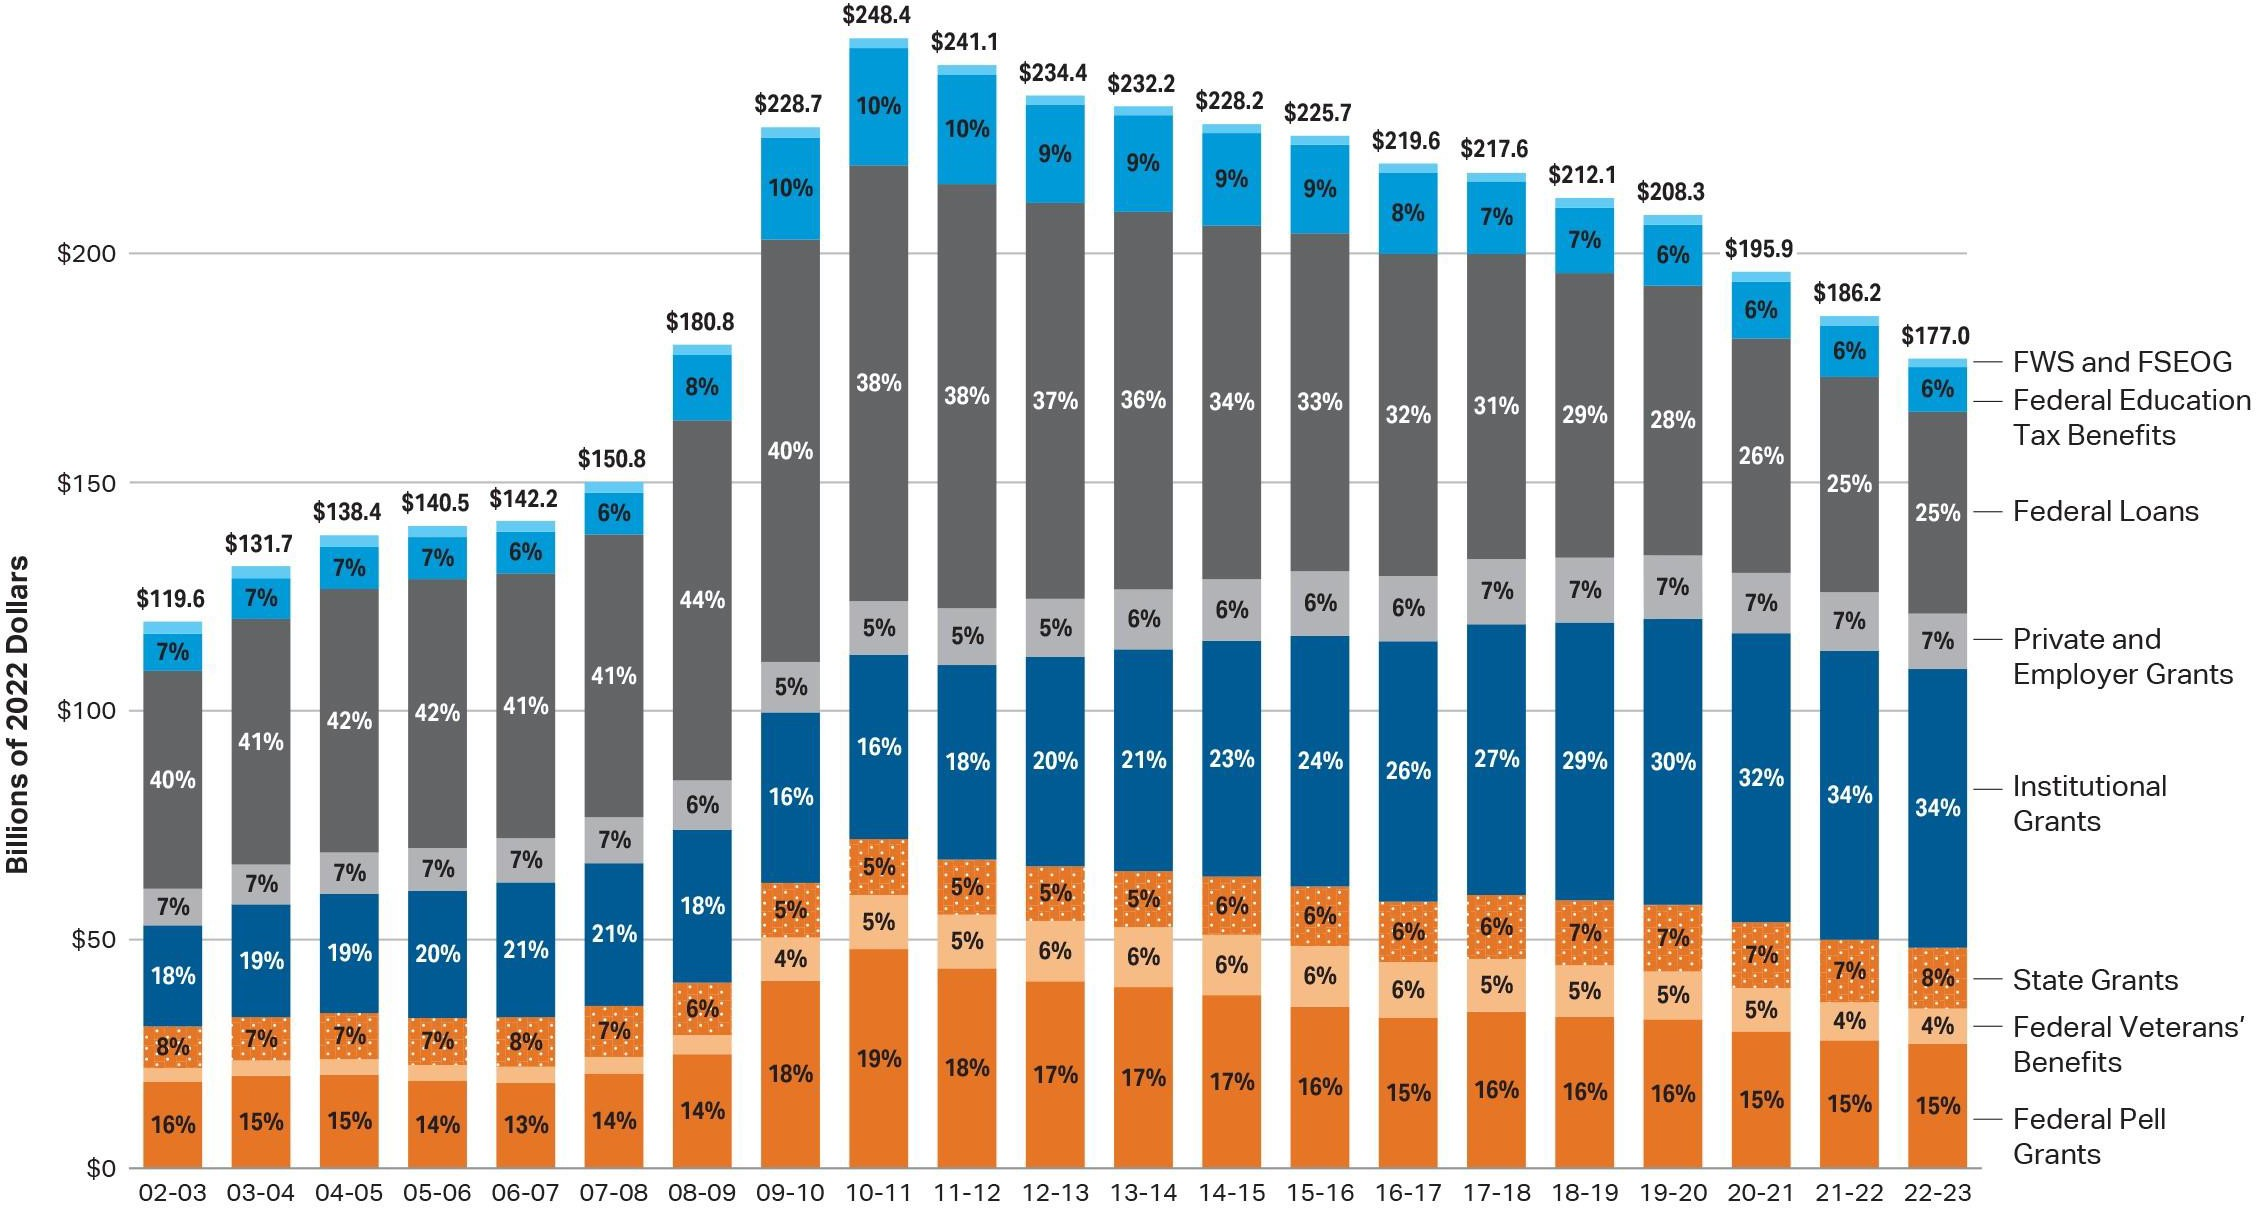 $248.4
$241.1
$234.4
$232.2
$228.7
$228.2
$225.7
$219.6
$217.6
$212.1
$208.3
$195.9
$186.2
$180.8
$177.0
$150.8
$142.2
$140.5
$138.4
$131.7
$119.6
Billions of 2022 Dollars
$200
$150
$100
$50
$0
7% 40% 7% 18% 8% 16%
7% 41% 7% 19% 7% 15%
7% 42% 7% 19% 7% 15%
7% 42% 7% 20% 7% 14%
6% 41% 7% 21% 8% 13%
6% 41% 7% 21% 7% 14%
8% 44% 6% 18% 6% 14%
10% 40% 5% 16% 5% 4% 18%
10% 38% 5% 16% 5% 5% 19%
10% 38% 5% 18% 5% 5% 18%
9% 37% 5% 20% 5% 6% 17%
9% 36% 6% 21% 5% 6% 17%
9% 34% 6% 23% 6% 6% 17%
9% 33% 6% 24% 6% 6% 16%
8% 32% 6% 26% 6% 6% 15%
7% 31% 7% 27% 6% 5% 16%
7% 29% 7% 29% 7% 5% 16%
6% 28% 7% 30% 7% 5% 16%
6% 26% 7% 32% 7% 5% 15%
6% 25% 7% 34% 7% 4% 15%
6% 25% 7% 34% 8% 4% 15%
FWS and FSEOG
Federal Education
Tax Benefits
Federal Loans
Private and
Employer Grants
Institutional
Grants
State Grants
Federal Veterans’
Benefits
Federal Pell
Grants
02-03 03-04 04-05 05-06 06-07 07-08 08-09 09-10 10-11 11-12 12-13 13-14 14-15 15-16 16-17 17-18 18-19 19-20 20-21 21-22 22-23